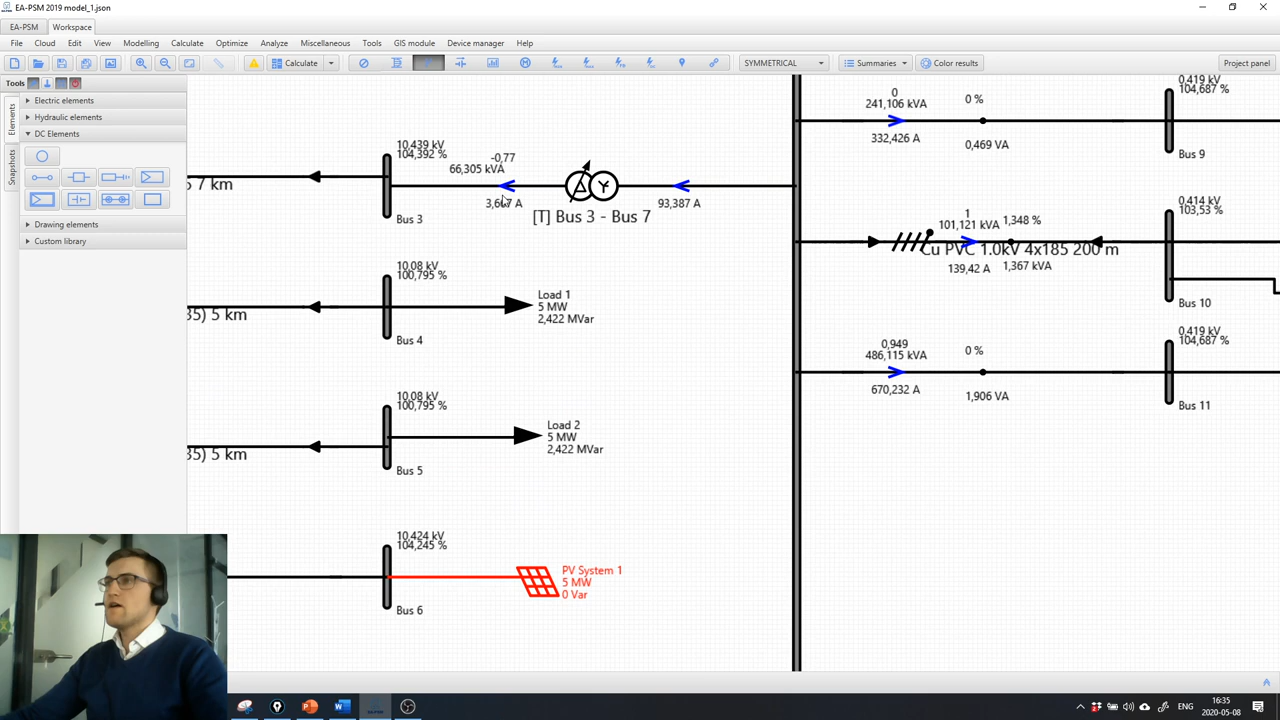 EA-PSM 2019 model_1.json
EA-PSM
Workspace
File Cloud Edit View Modelling Calculate Optimize Analyze Miscellaneous Tools GIS module Device manager Help
Calculate
SYMMETRICAL
Summaries
Color results
Project panel
Tools
Elements
Snapshots
Electric elements
Hydraulic elements
DC Elements
Drawing elements
Custom library
7 km
10,439 kV
104,392 %
Bus 3
-0,77
66,305 kVA
[T] Bus 3 - Bus 7
93,387 A
35) 5 km
10,08 kV
100,795 %
Bus 4
Load 1
5 MW
2,422 MVar
35) 5 km
10,08 kV
100,795 %
Bus 5
Load 2
5 MW
2,422 MVar
10,424 kV
104,245 %
Bus 6
PV System 1
5 MW
0 Var
0
241,106 kVA
332,426 A
0 %
0,469 VA
0,419 kV
104,687 %
Bus 9
1
101,121 kVA
139,42 A
1,348 %
Cu PVC 1.0kV 4x185 200 m
1,367 kVA
0,414 kV
103,53 %
Bus 10
0,949
486,115 kVA
670,232 A
0 %
1,906 VA
0,419 kV
104,687 %
Bus 11
ENG
16:35
2020-05-08